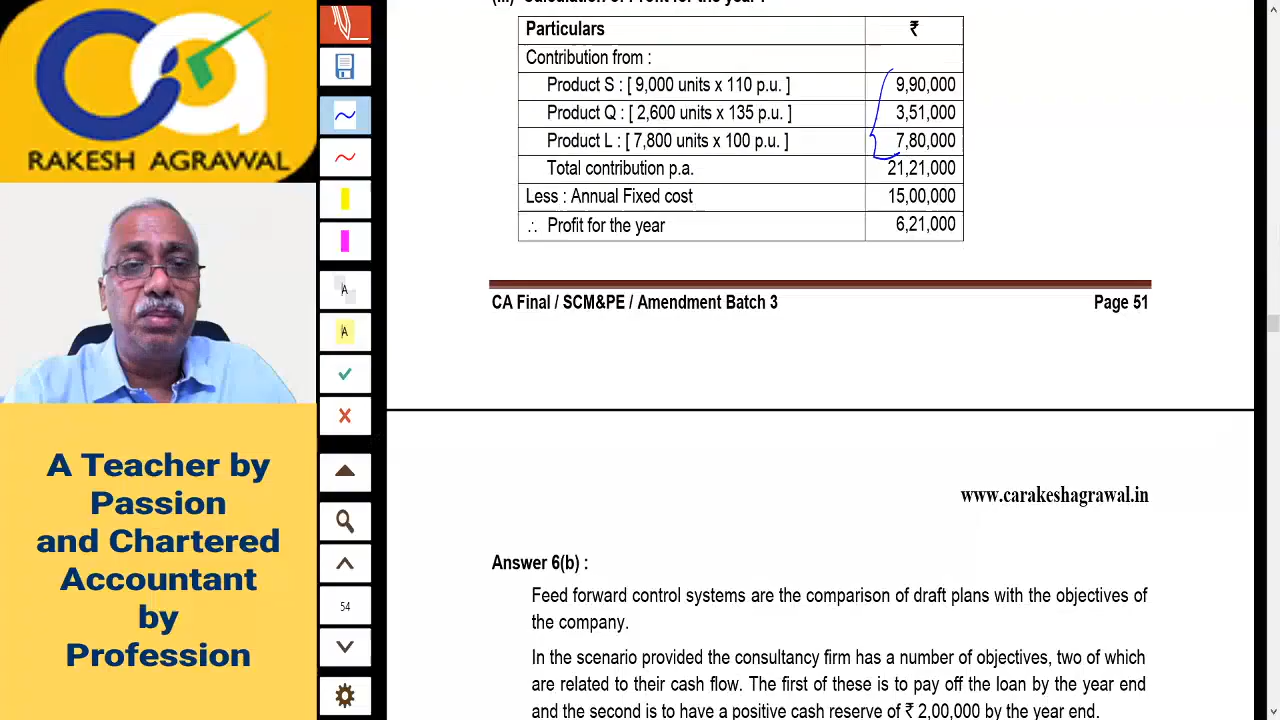 RAKESH AGRAWAL
A Teacher by
Passion
and Chartered
Accountant
by
Profession
A
A
54
Particulars ₹
Contribution from :
Product S : [ 9,000 units x 110 p.u. ] 9,90,000
Product Q : [ 2,600 units x 135 p.u. ] 3,51,000
Product L : [ 7,800 units x 100 p.u. ] 7,80,000
Total contribution p.a. 21,21,000
Less : Annual Fixed cost 15,00,000
∴ Profit for the year 6,21,000
CA Final / SCM&PE / Amendment Batch 3 Page 51
www.carakeshagrawal.in
Answer 6(b) :
Feed forward control systems are the comparison of draft plans with the objectives of
the company.
In the scenario provided the consultancy firm has a number of objectives, two of which
are related to their cash flow. The first of these is to pay off the loan by the year end
and the second is to have a positive cash reserve of ₹ 2,00,000 by the year end.